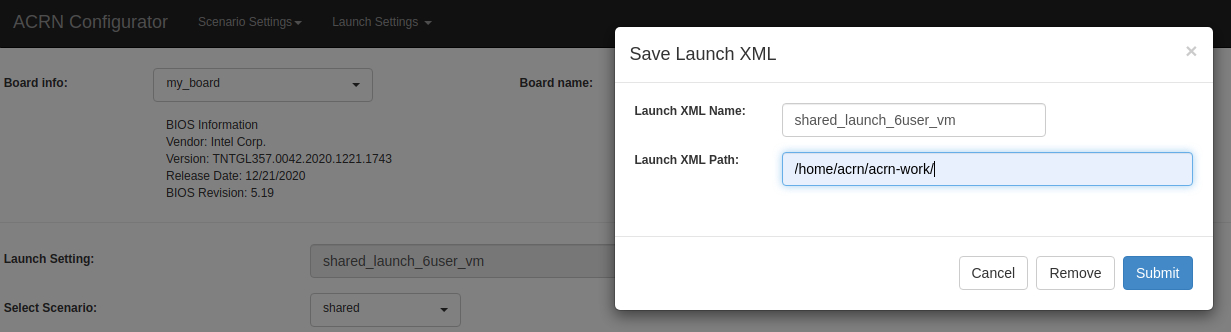 ACRN Configurator Scenario Settings Launch Settings
Save Launch XML ×
Board info: my_board Board name:
Launch XML Name: shared_launch_6user_vm
BIOS Information
Vendor: Intel Corp.
Version: TNTGL357.0042.2020.1221.1743
Release Date: 12/21/2020
BIOS Revision: 5.19
Launch XML Path: /home/acrn/acrn-work/
Launch Setting: shared_launch_6user_vm
Cancel Remove Submit
Select Scenario: shared